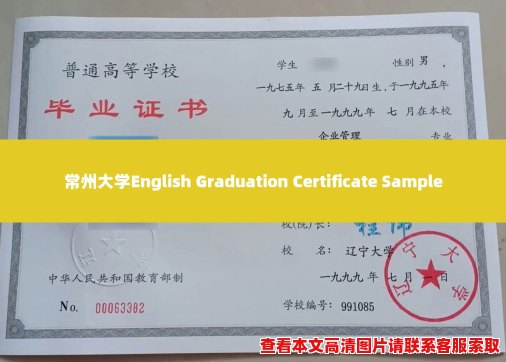 普通高等学校
毕业证书
学生 性别 男 ，
一九七五年 五 月二十九日生，于一九九五年
九 月至一九九九年 七 月在本校
企业管理 专业
常州大学English Graduation Certificate Sample
校(院)长：
校 名： 辽宁大学
一九九九 年 七 月 一 日
辽宁大学
中华人民共和国教育部制
No. 00063382
学校编号： 991085
查看本文高清图片请联系客服索取